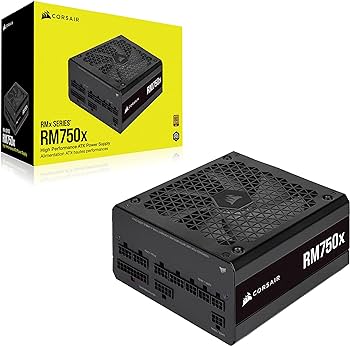 CORSAIR
RMx SERIES™
RM750x
High Performance ATX Power Supply
Alimentation ATX hautes performances
RM750x
CORSAIR
RM750x